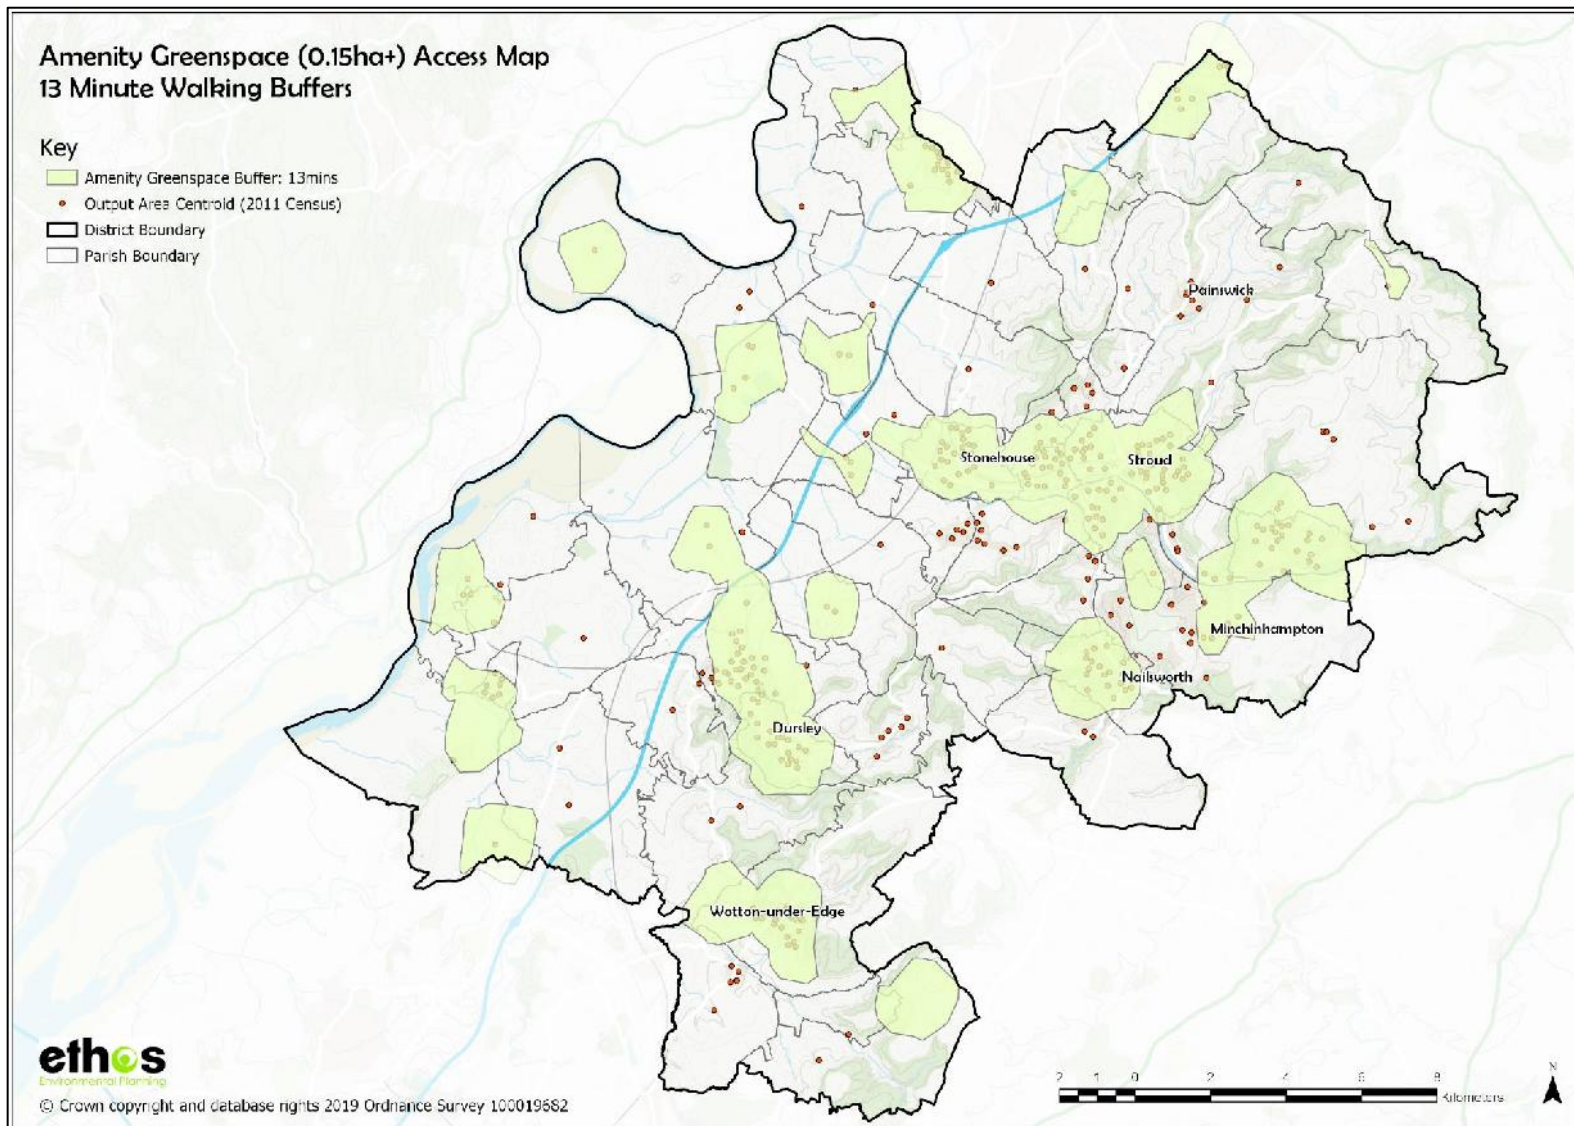 Amenity Greenspace (0.15ha+) Access Map
13 Minute Walking Buffers
Key
Amenity Greenspace Buffer: 13mins
Output Area Centroid (2011 Census)
District Boundary
Parish Boundary
Painswick
Stonehouse
Stroud
Minchinhampton
Nailsworth
Dursley
Wotton-under-Edge
ethos
Environmental Planning
© Crown copyright and database rights 2019 Ordnance Survey 100019682
2 1 0 2 4 6 8
Kilometers
N